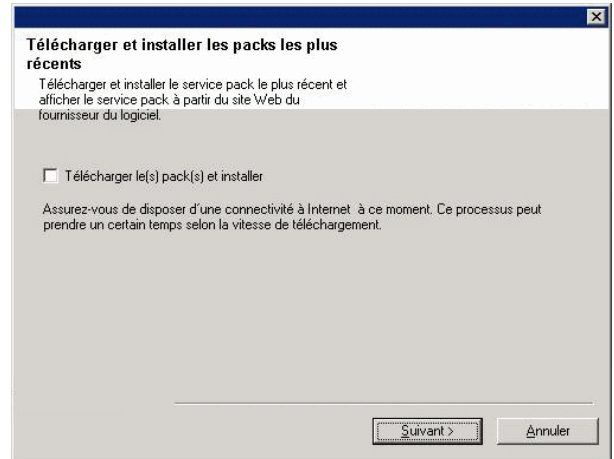 Télécharger et installer les packs les plus
récents
Télécharger et installer le service pack le plus récent et
afficher le service pack à partir du site Web du
fournisseur du logiciel.
Télécharger le(s) pack(s) et installer
Assurez-vous de disposer d'une connectivité à Internet à ce moment. Ce processus peut
prendre un certain temps selon la vitesse de téléchargement.
Suivant >
Annuler